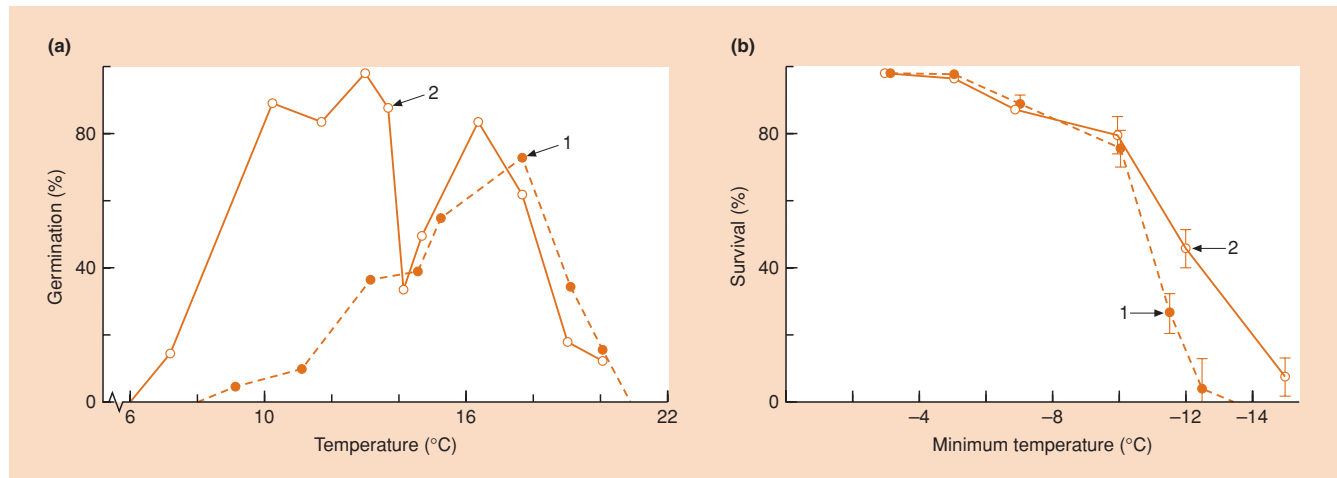 (a)
80
40
0
Germination (%)
2
1
6 10 16 22
Temperature (°C)
(b)
80
40
0
Survival (%)
2
1
–4 –8 –12 –14
Minimum temperature (°C)